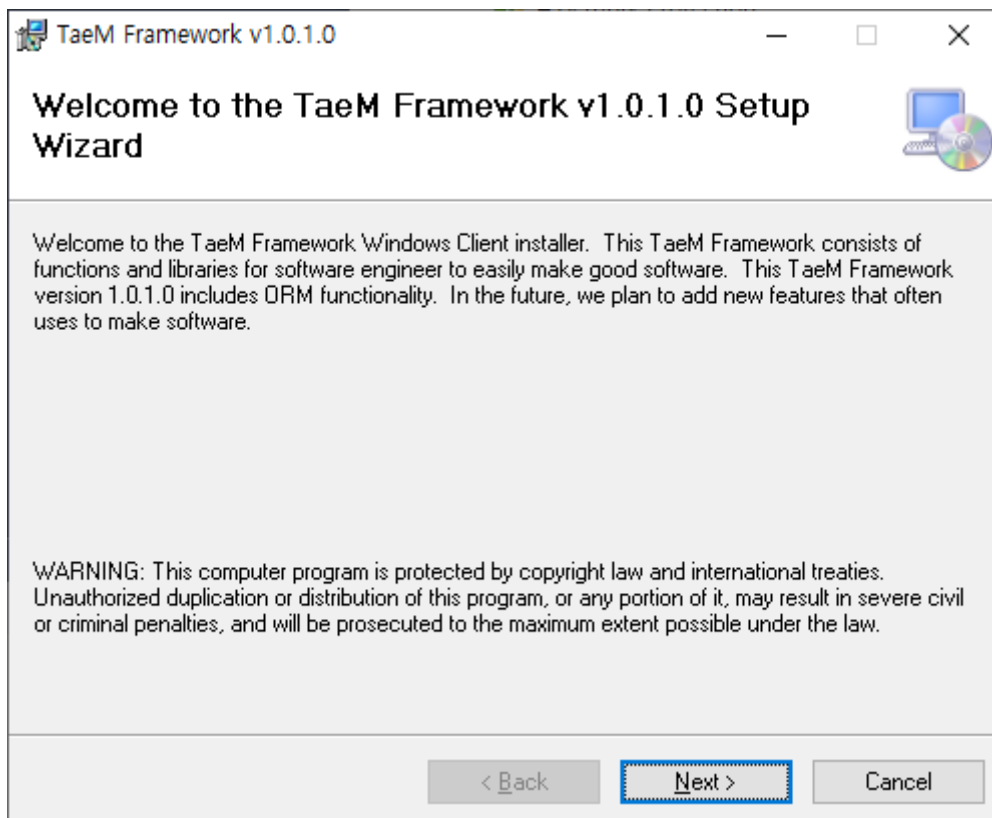 TaeM Framework v1.0.1.0
Welcome to the TaeM Framework v1.0.1.0 Setup
Wizard
Welcome to the TaeM Framework Windows Client installer.  This TaeM Framework consists of
functions and libraries for software engineer to easily make good software.  This TaeM Framework
version 1.0.1.0 includes ORM functionality.  In the future, we plan to add new features that often
uses to make software.
WARNING: This computer program is protected by copyright law and international treaties.
Unauthorized duplication or distribution of this program, or any portion of it, may result in severe civil
or criminal penalties, and will be prosecuted to the maximum extent possible under the law.
< Back
Next >
Cancel